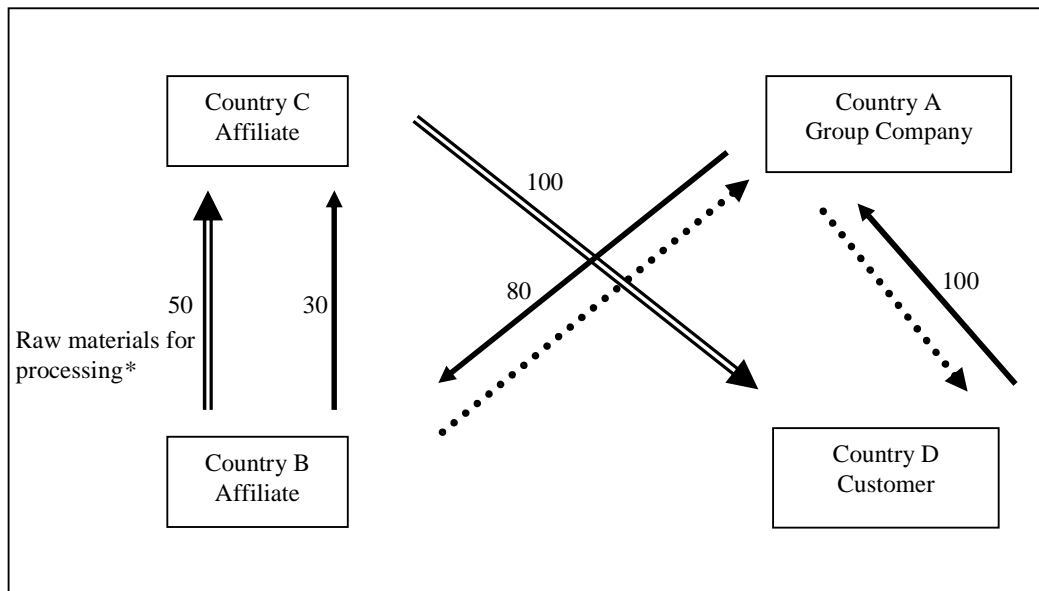 Country C
Affiliate
Country A
Group Company
100
50
30
80
100
Raw materials for
processing*
Country B
Affiliate
Country D
Customer